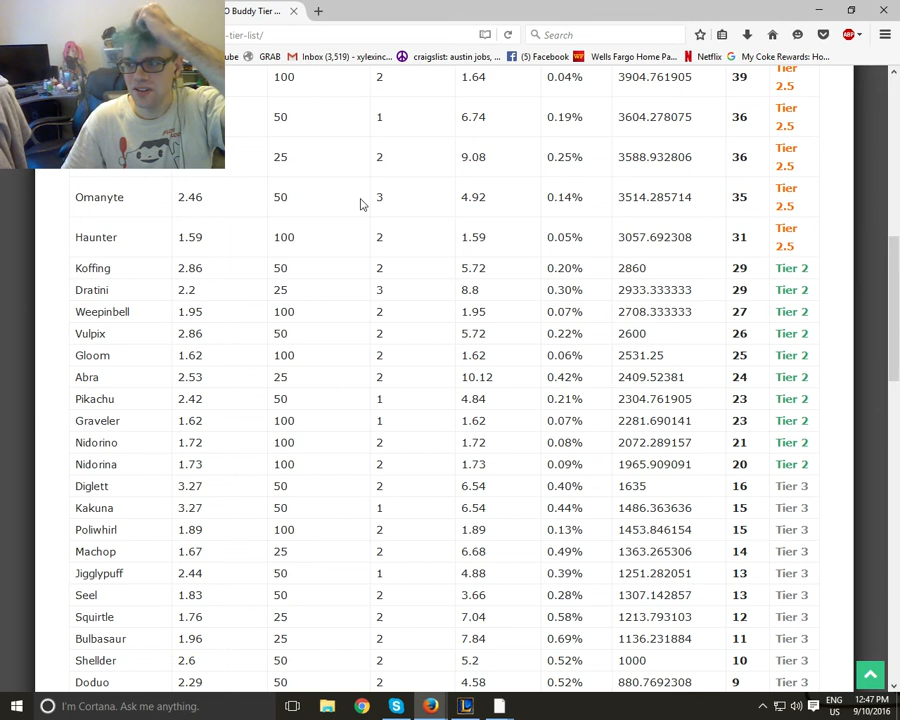 O Buddy Tier ...
-tier-list/
Search
ube GRAB Inbox (3,519) - xylexinc... craigslist: austin jobs, ... (5) Facebook Wells Fargo Home Pa... Netflix My Coke Rewards: Ho...
100 2 1.64 0.04% 3904.761905 39 Tier 2.5
50 1 6.74 0.19% 3604.278075 36 Tier 2.5
25 2 9.08 0.25% 3588.932806 36 Tier 2.5
Omanyte 2.46 50 3 4.92 0.14% 3514.285714 35 Tier 2.5
Haunter 1.59 100 2 1.59 0.05% 3057.692308 31 Tier 2.5
Koffing 2.86 50 2 5.72 0.20% 2860 29 Tier 2
Dratini 2.2 25 3 8.8 0.30% 2933.333333 29 Tier 2
Weepinbell 1.95 100 2 1.95 0.07% 2708.333333 27 Tier 2
Vulpix 2.86 50 2 5.72 0.22% 2600 26 Tier 2
Gloom 1.62 100 2 1.62 0.06% 2531.25 25 Tier 2
Abra 2.53 25 2 10.12 0.42% 2409.52381 24 Tier 2
Pikachu 2.42 50 1 4.84 0.21% 2304.761905 23 Tier 2
Graveler 1.62 100 1 1.62 0.07% 2281.690141 23 Tier 2
Nidorino 1.72 100 2 1.72 0.08% 2072.289157 21 Tier 2
Nidorina 1.73 100 2 1.73 0.09% 1965.909091 20 Tier 2
Diglett 3.27 50 2 6.54 0.40% 1635 16 Tier 3
Kakuna 3.27 50 1 6.54 0.44% 1486.363636 15 Tier 3
Poliwhirl 1.89 100 2 1.89 0.13% 1453.846154 15 Tier 3
Machop 1.67 25 2 6.68 0.49% 1363.265306 14 Tier 3
Jigglypuff 2.44 50 1 4.88 0.39% 1251.282051 13 Tier 3
Seel 1.83 50 2 3.66 0.28% 1307.142857 13 Tier 3
Squirtle 1.76 25 2 7.04 0.58% 1213.793103 12 Tier 3
Bulbasaur 1.96 25 2 7.84 0.69% 1136.231884 11 Tier 3
Shellder 2.6 50 2 5.2 0.52% 1000 10 Tier 3
Doduo 2.29 50 2 4.58 0.52% 880.7692308 9 Tier 3
I'm Cortana. Ask me anything.
ENG 12:47 PM
US 9/10/2016